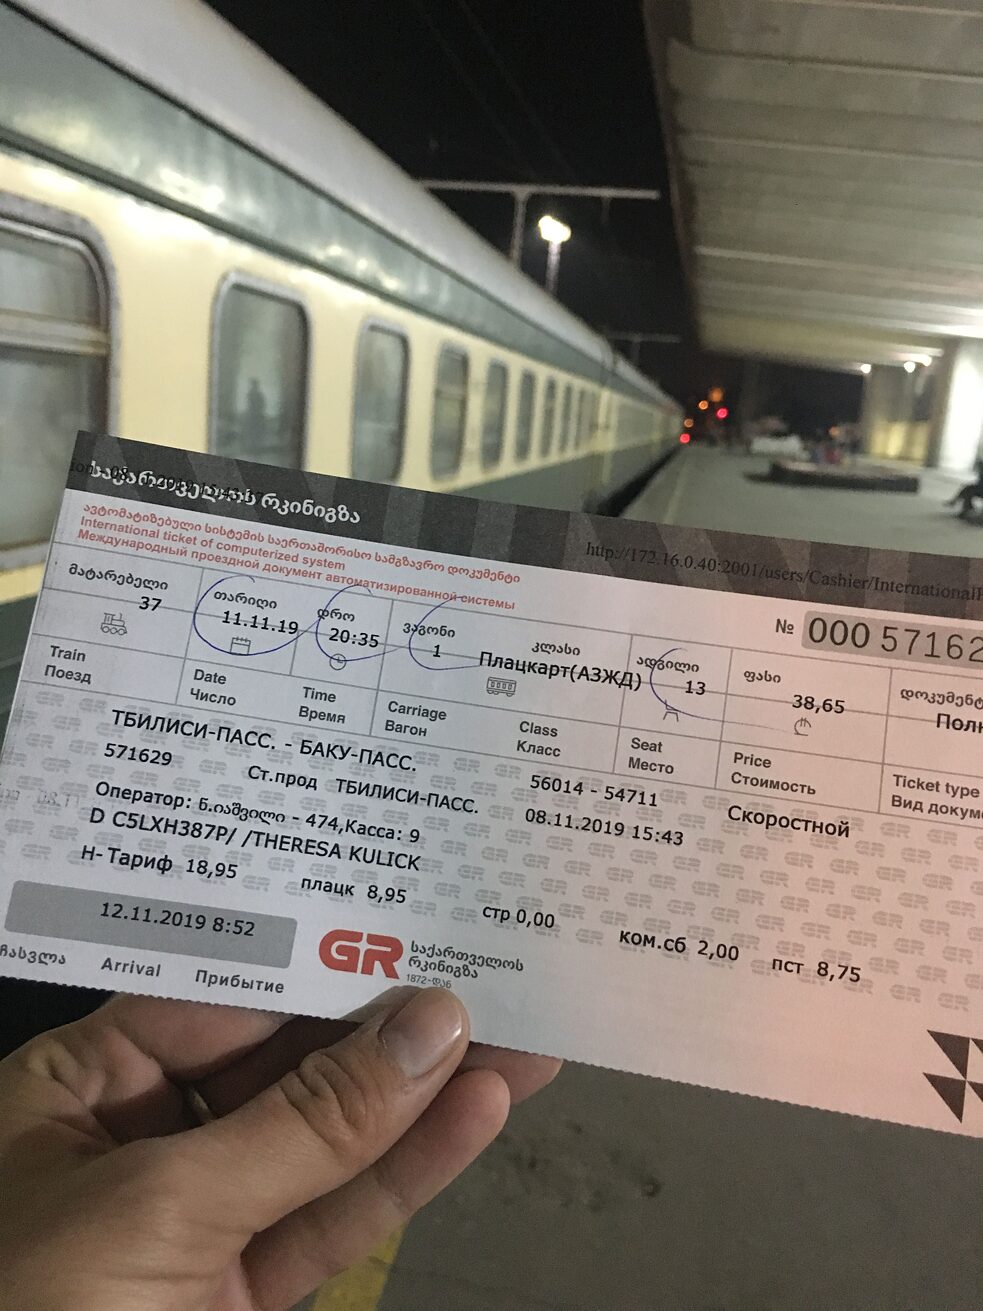 საქართველოს რკინიგზა
http://172.16.0.40:2001/users/Cashier/InternationalP
ავტომატიზებული სისტემის საერთაშორისო სამგზავრო დოკუმენტი
International ticket of computerized system
Международный проездной документ автоматизированной системы
№ 000 57162
მატარებელი თარიღი დრო ვაგონი კლასი ადგილი ფასი დოკუმენტ
37 11.11.19 20:35 1 Плацкарт(АЗЖД) 13 38,65 Полн
Train Date Time Carriage Class Seat Price Ticket type
Поезд Число Время Вагон Класс Место Стоимость Вид докум
ТБИЛИСИ-ПАСС. - БАКУ-ПАСС. 56014 - 54711 Скоростной
571629 Ст.прод ТБИЛИСИ-ПАСС. 08.11.2019 15:43
Оператор: ნ.იაშვილი - 474,Касса: 9
D C5LXH387P/ /THERESA KULICK
Н- Тариф 18,95 плацк 8,95 стр 0,00 ком.сб 2,00 пст 8,75
12.11.2019 8:52
ჩასვლა Arrival Прибытие
GR საქართველოს
რკინიგზა
1872-დან